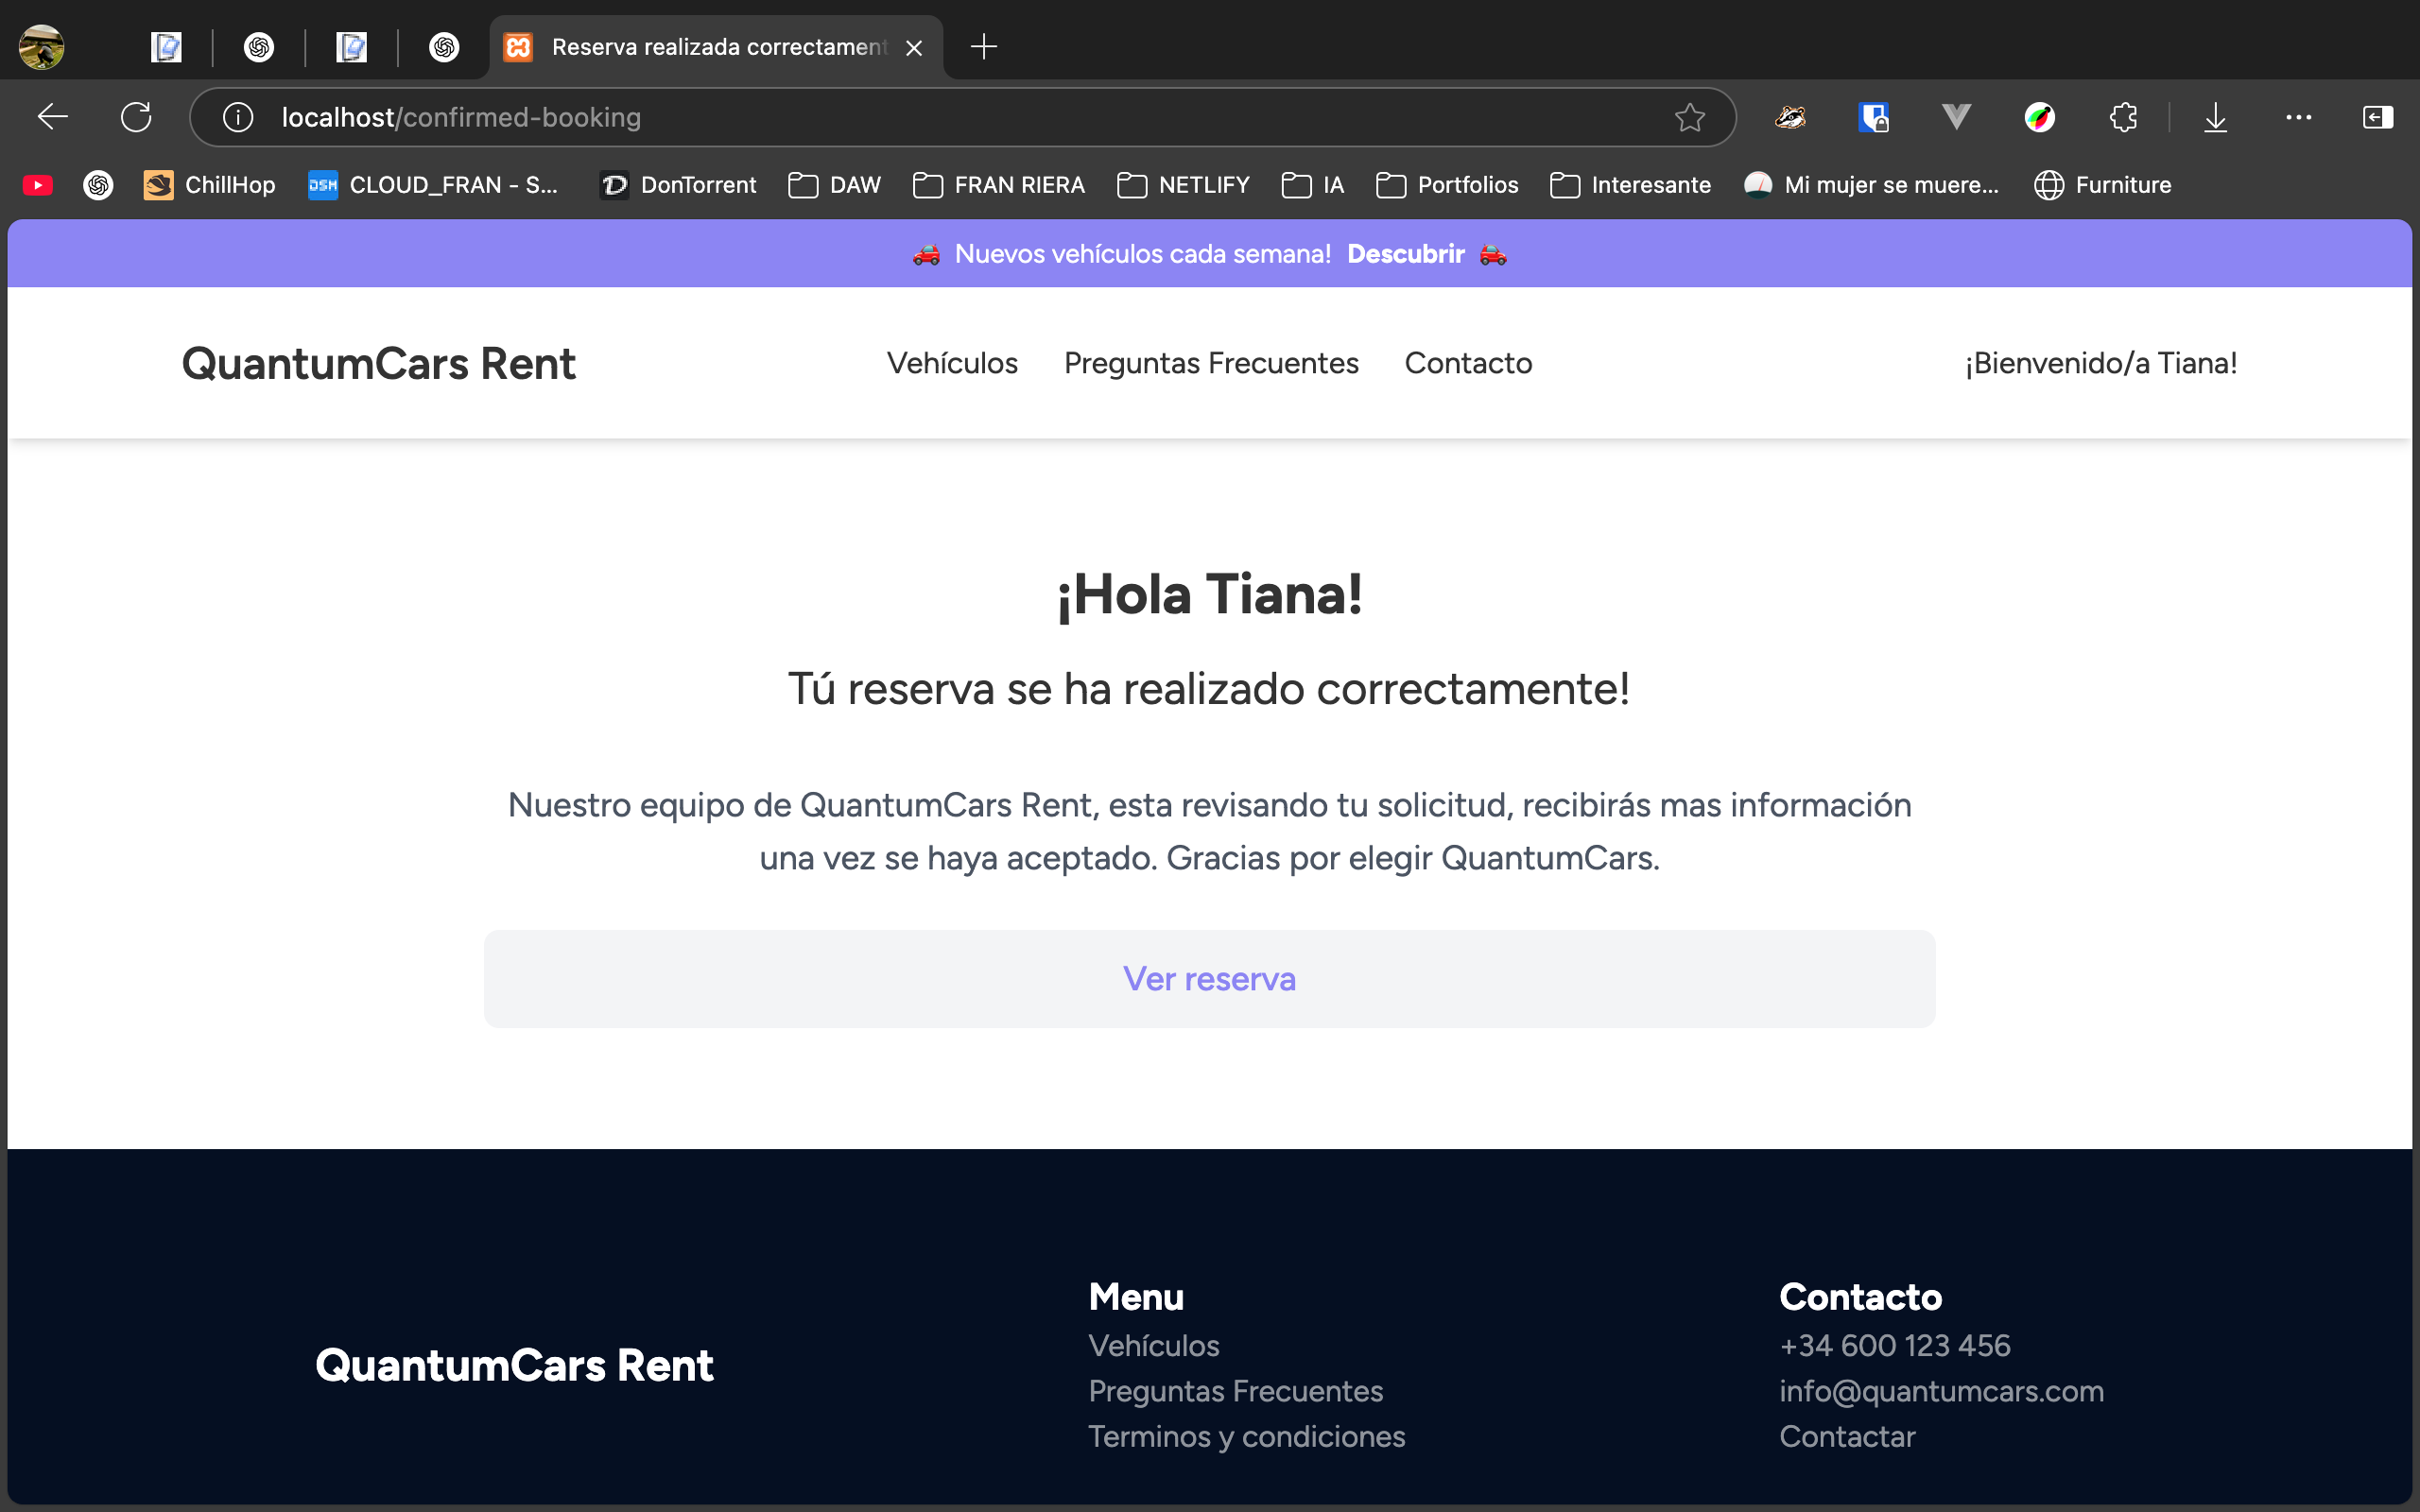 Reserva realizada correctament
localhost/confirmed-booking
ChillHop DSM CLOUD_FRAN - S... DonTorrent DAW FRAN RIERA NETLIFY IA Portfolios Interesante Mi mujer se muere... Furniture
🚗 Nuevos vehículos cada semana! Descubrir 🚗
QuantumCars Rent Vehículos Preguntas Frecuentes Contacto ¡Bienvenido/a Tiana!
¡Hola Tiana!
Tú reserva se ha realizado correctamente!
Nuestro equipo de QuantumCars Rent, esta revisando tu solicitud, recibirás mas información
una vez se haya aceptado. Gracias por elegir QuantumCars.
Ver reserva
QuantumCars Rent
Menu
Vehículos
Preguntas Frecuentes
Terminos y condiciones
Contacto
+34 600 123 456
info@quantumcars.com
Contactar